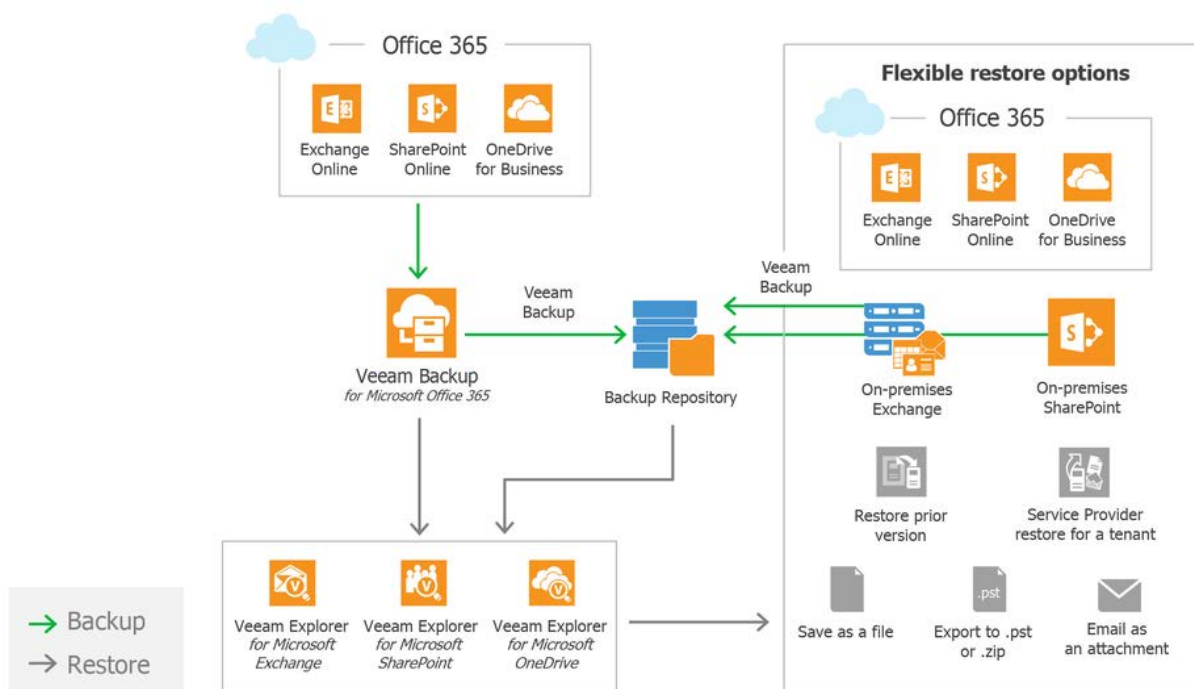 Office 365
Exchange
Online
SharePoint
Online
OneDrive
for Business
Flexible restore options
Office 365
Exchange
Online
SharePoint
Online
OneDrive
for Business
Veeam
Backup
Veeam
Backup
Veeam Backup
for Microsoft Office 365
Backup Repository
On-premises
Exchange
On-premises
SharePoint
Restore prior
version
Service Provider
restore for a tenant
Veeam Explorer
for Microsoft
Exchange
Veeam Explorer
for Microsoft
SharePoint
Veeam Explorer
for Microsoft
OneDrive
Save as a file
.pst
Export to .pst
or .zip
Email as
an attachment
Backup
Restore